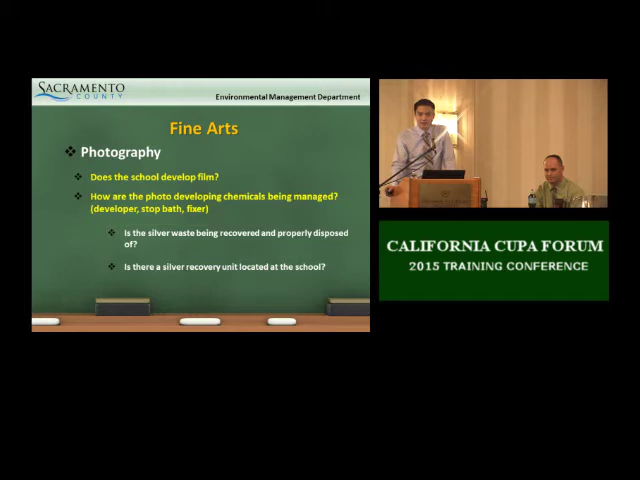 SACRAMENTO
COUNTY
Environmental Management Department
Fine Arts
❖ Photography
❖ Does the school develop film?
❖ How are the photo developing chemicals being managed?
(developer, stop bath, fixer)
❖ Is the silver waste being recovered and properly disposed
of?
❖ Is there a silver recovery unit located at the school?
CALIFORNIA CUPA FORUM
2015 TRAINING CONFERENCE